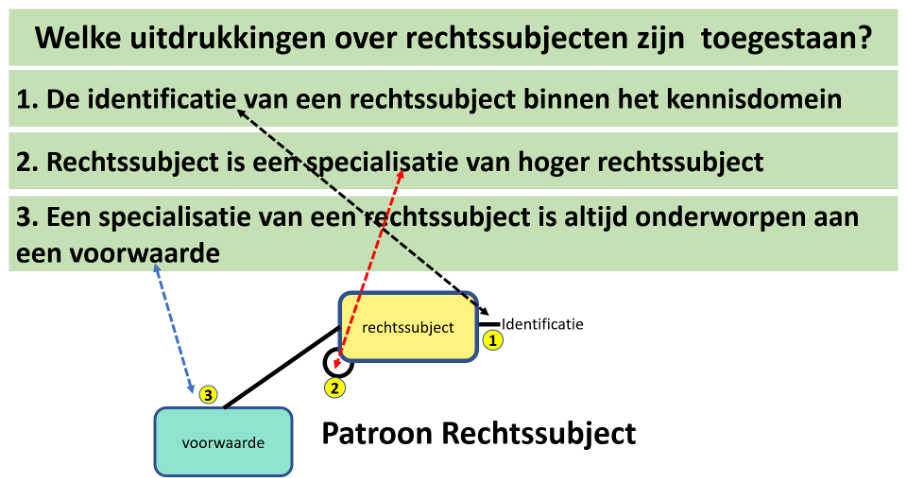 Welke uitdrukkingen over rechtssubjecten zijn toegestaan?
1. De identificatie van een rechtssubject binnen het kennisdomein
2. Rechtssubject is een specialisatie van hoger rechtssubject
3. Een specialisatie van een rechtssubject is altijd onderworpen aan
een voorwaarde
rechtssubject
Identificatie
1
2
3
voorwaarde
Patroon Rechtssubject